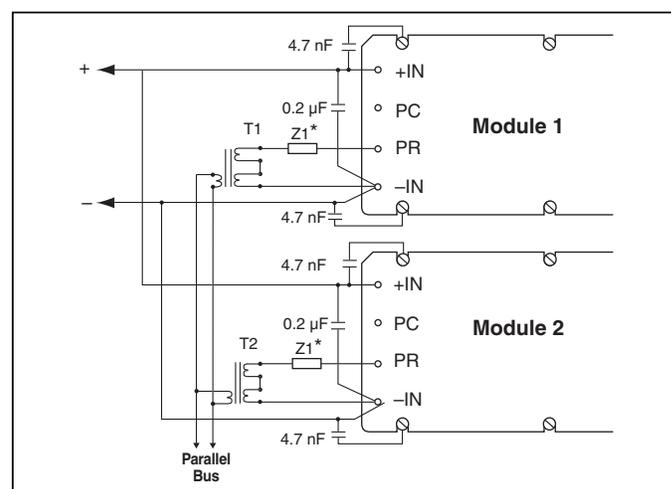 4.7 nF
+
+IN
0.2 µF
PC
T1
Z1*
Module 1
PR
–IN
–
4.7 nF
4.7 nF
+IN
0.2 µF
PC
T2
Z1*
Module 2
PR
–IN
4.7 nF
Parallel
Bus